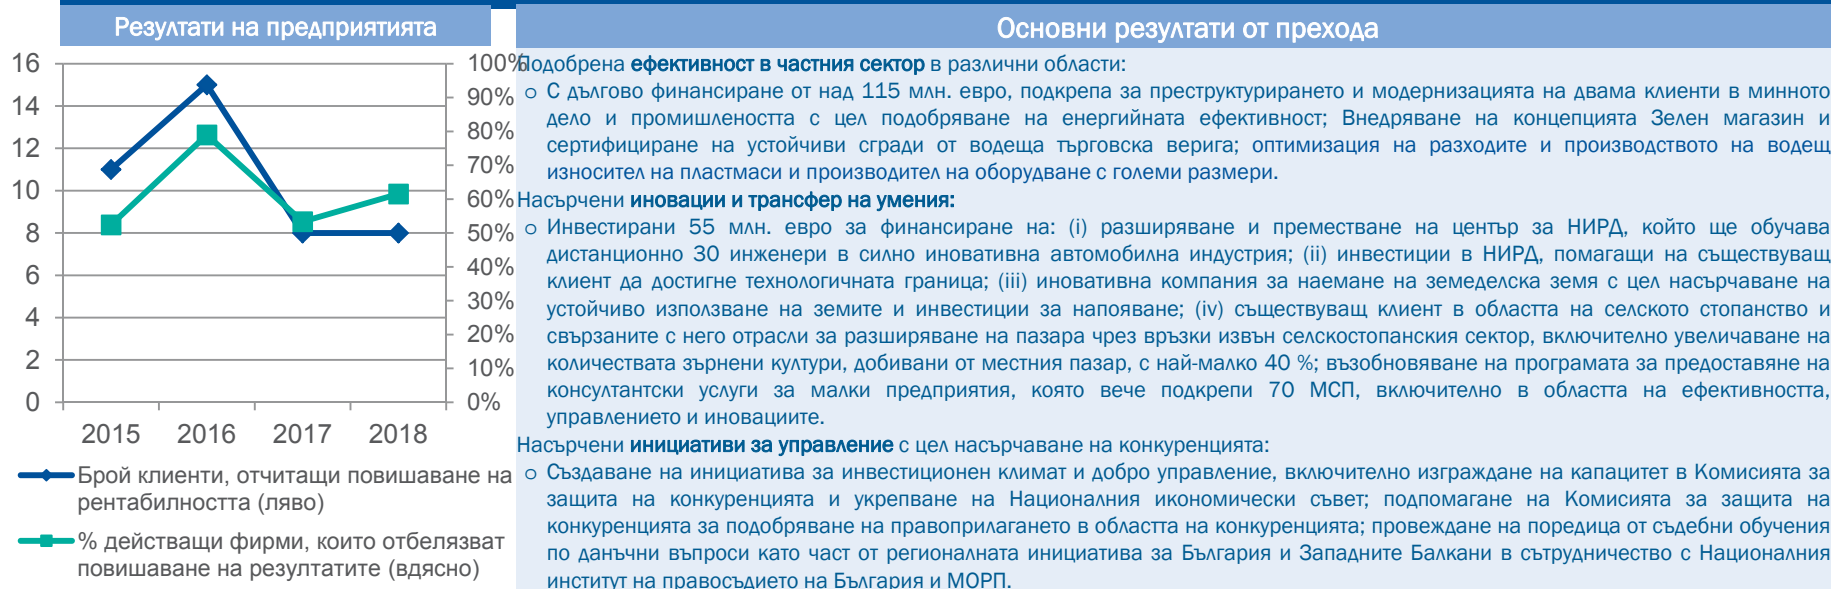 Резултати на предприятията
16
14
12
10
8
6
4
2
0
100%
90%
80%
70%
60%
50%
40%
30%
20%
10%
0%
2015 2016 2017 2018
Брой клиенти, отчитащи повишаване на
рентабилността (ляво)
% действащи фирми, които отбелязват
повишаване на резултатите (вдясно)
Основни резултати от прехода
Подобрена ефективност в частния сектор в различни области:
o С дългово финансиране от над 115 млн. евро, подкрепа за преструктурирането и модернизацията на двама клиенти в минното
дело и промишлеността с цел подобряване на енергийната ефективност; Внедряване на концепцията Зелен магазин и
сертифициране на устойчиви сгради от водеща търговска верига; оптимизация на разходите и производството на водещ
износител на пластмаси и производител на оборудване с големи размери.
Насърчени иновации и трансфер на умения:
o Инвестирани 55 млн. евро за финансиране на: (i) разширяване и преместване на център за НИРД, който ще обучава
дистанционно 30 инженери в силно иновативна автомобилна индустрия; (ii) инвестиции в НИРД, помагащи на съществуващ
клиент да достигне технологичната граница; (iii) иновативна компания за наемане на земеделска земя с цел насърчаване на
устойчиво използване на земите и инвестиции за напояване; (iv) съществуващ клиент в областта на селското стопанство и
свързаните с него отрасли за разширяване на пазара чрез връзки извън селскостопанския сектор, включително увеличаване на
количествата зърнени култури, добивани от местния пазар, с най-малко 40 %; възобновяване на програмата за предоставяне на
консултантски услуги за малки предприятия, която вече подкрепи 70 МСП, включително в областта на ефективността,
управлението и иновациите.
Насърчени инициативи за управление с цел насърчаване на конкуренцията:
o Създаване на инициатива за инвестиционен климат и добро управление, включително изграждане на капацитет в Комисията за
защита на конкуренцията и укрепване на Националния икономически съвет; подпомагане на Комисията за защита на
конкуренцията за подобряване на правоприлагането в областта на конкуренцията; провеждане на поредица от съдебни обучения
по данъчни въпроси като част от регионалната инициатива за България и Западните Балкани в сътрудничество с Националния
институт на правосъдието на България и МОРП.